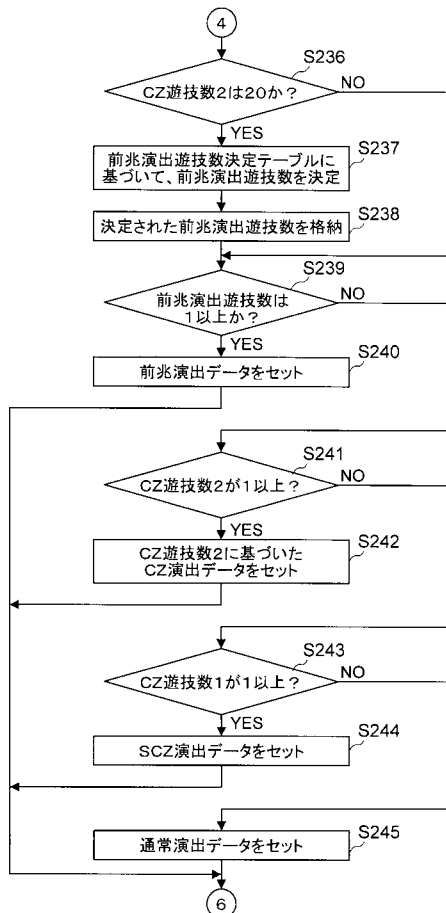 4
S236
CZ遊技数2は20か?
NO
YES
S237
前兆演出遊技数決定テーブルに
基づいて、前兆演出遊技数を決定
S238
決定された前兆演出遊技数を格納
S239
前兆演出遊技数は
1以上か?
NO
YES
S240
前兆演出データをセット
S241
CZ遊技数2が1以上?
NO
YES
S242
CZ遊技数2に基づいた
CZ演出データをセット
S243
CZ遊技数1が1以上?
NO
YES
S244
SCZ演出データをセット
S245
通常演出データをセット
6